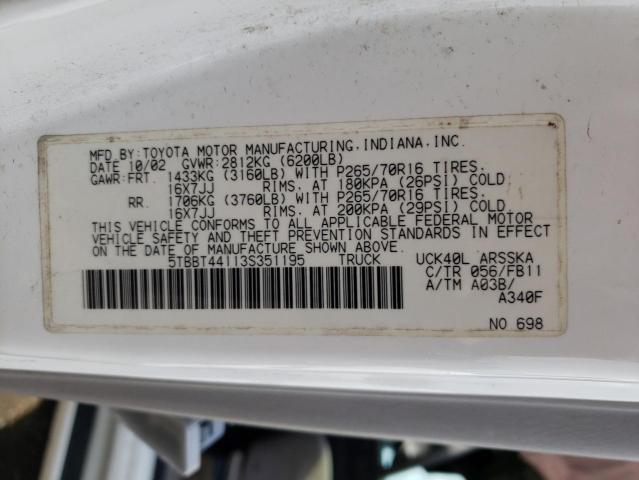 MFD.BY:TOYOTA MOTOR MANUFACTURING,INDIANA,INC.
DATE 10/02 GVWR:2812KG (6200LB)
GAWR:FRT. 1433KG (3160LB) WITH P265/70R16 TIRES,
16X7JJ RIMS, AT 180KPA (26PSI) COLD
RR. 1706KG (3760LB) WITH P265/70R16 TIRES,
16X7JJ RIMS, AT 200KPA (29PSI) COLD
THIS VEHICLE CONFORMS TO ALL APPLICABLE FEDERAL MOTOR
VEHICLE SAFETY AND THEFT PREVENTION STANDARDS IN EFFECT
ON THE DATE OF MANUFACTURE SHOWN ABOVE.
5TBBT44113S351195 TRUCK UCK40L ARSSKA
C/TR 056/FB11
A/TM A03B/
A340F
NO 698